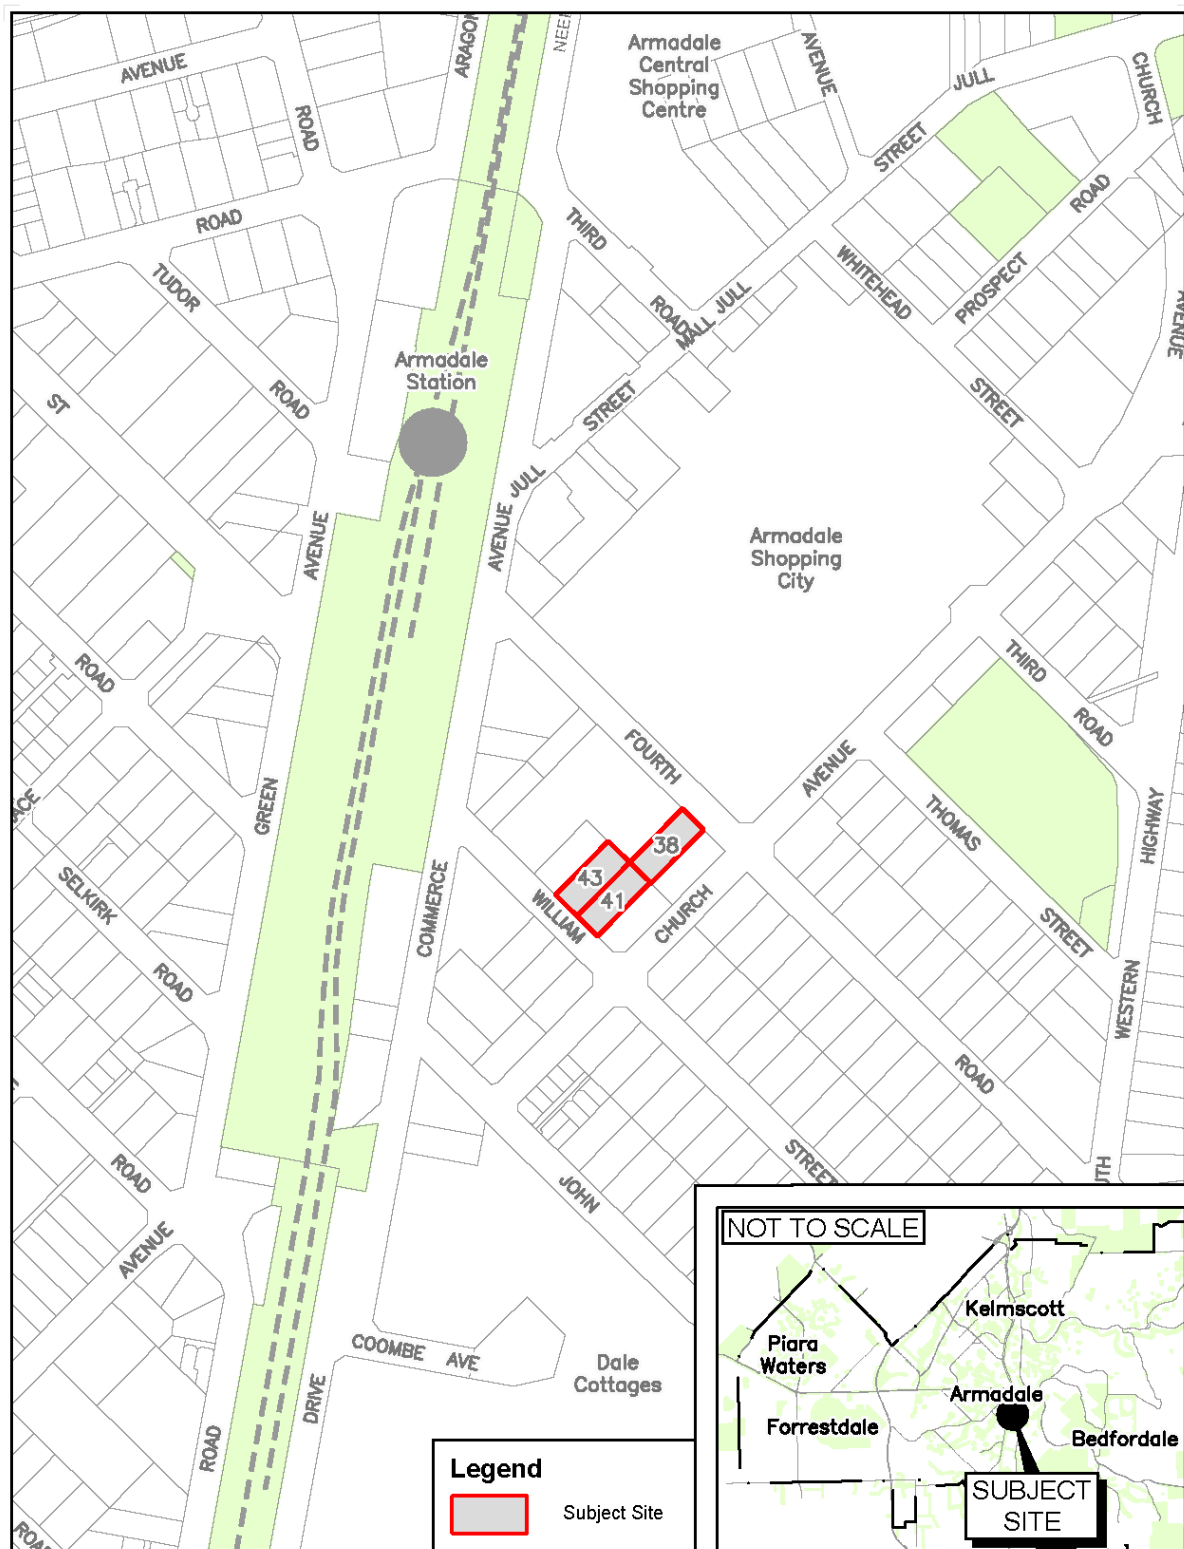 AVENUE
ROAD
ARAGON
NEER
Armadale
Central
Shopping
Centre
AVENUE
JULL
STREET
CHURCH
ROAD
PROSPECT
WHITEHEAD
STREET
AVENUE
ROAD
TUDOR
ROAD
ST
THIRD
ROAD
MALL JULL
STREET
JULL
Armadale
Station
AVENUE
AVENUE
Armadale
Shopping
City
ROAD
GREEN
SELKIRK
ROAD
FOURTH
AVENUE
THIRD
ROAD
THOMAS
STREET
HIGHWAY
WESTERN
38
43
41
WILLIAM
CHURCH
COMMERCE
ROAD
STREET
JOHN
ROAD
AVENUE
COOMBE AVE
Dale
Cottages
DRIVE
ROAD
Legend
Subject Site
NOT TO SCALE
Kelmscott
Piara
Waters
Armadale
Forrestdale
Bedfordale
SUBJECT
SITE